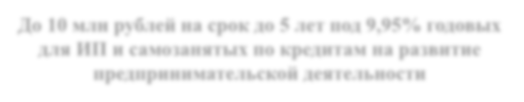 До 10 млн рублей на срок до 5 лет под 9,95% годовых
для ИП и самозанятых по кредитам на развитие
предпринимательской деятельности